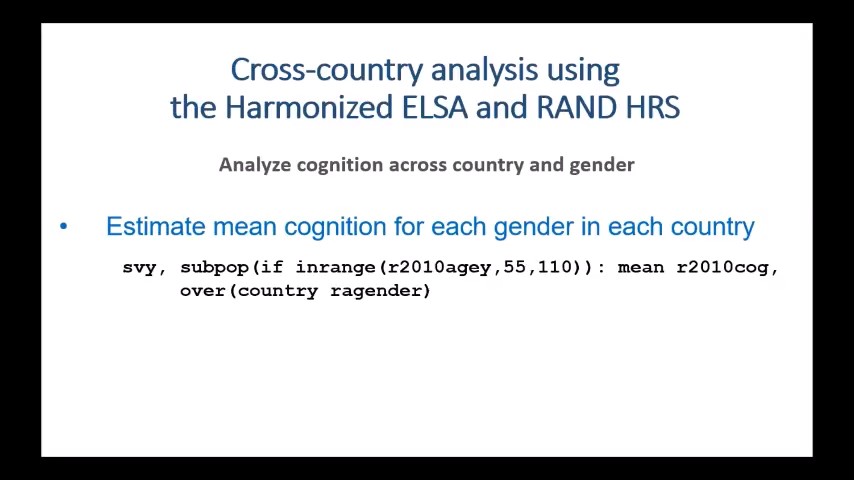 Cross-country analysis using
the Harmonized ELSA and RAND HRS
Analyze cognition across country and gender
• Estimate mean cognition for each gender in each country
svy, subpop(if inrange(r2010agey,55,110)): mean r2010cog,
over(country ragender)